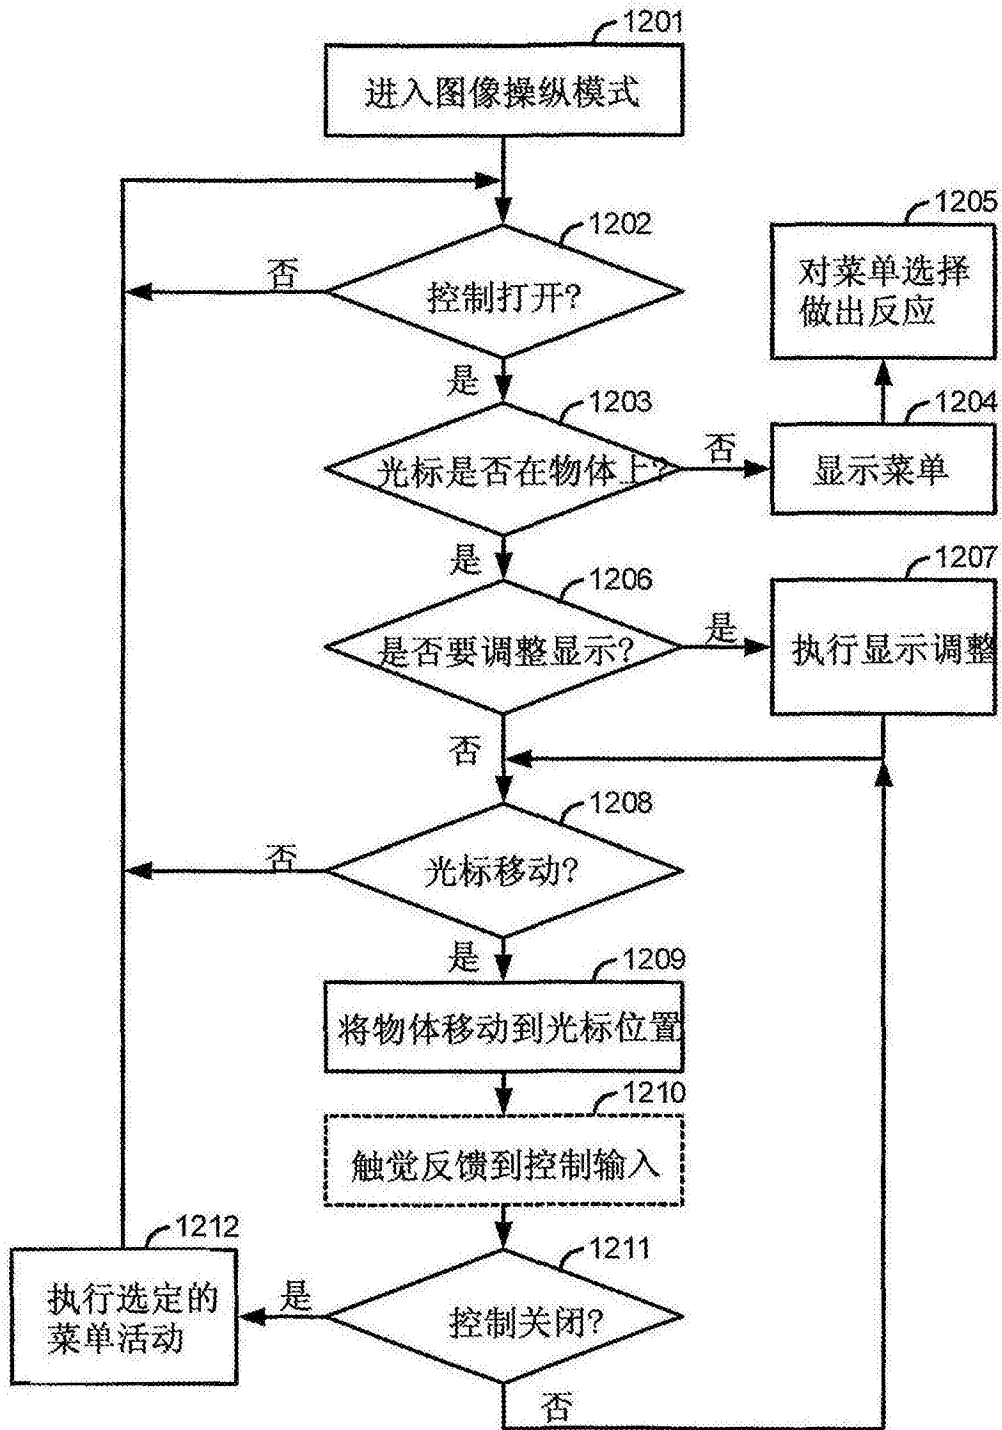 1201
进入图像操纵模式
1202
控制打开?
否
是
1205
对菜单选择
做出反应
1203
光标是否在物体上?
否
1204
显示菜单
是
1206
是否要调整显示?
是
1207
执行显示调整
否
1208
光标移动?
否
是
1209
将物体移动到光标位置
1210
触觉反馈到控制输入
1211
控制关闭?
是
1212
执行选定的
菜单活动
否